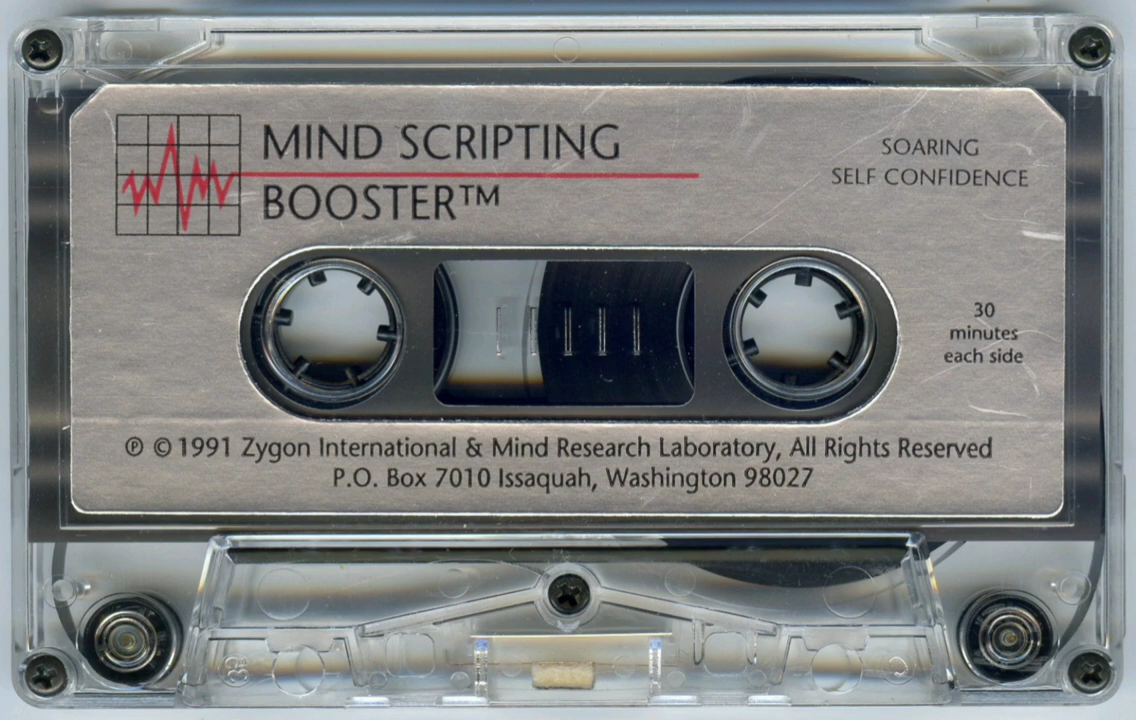 MIND SCRIPTING
BOOSTER™
SOARING
SELF CONFIDENCE
30
minutes
each side
℗ © 1991 Zygon International & Mind Research Laboratory, All Rights Reserved
P.O. Box 7010 Issaquah, Washington 98027